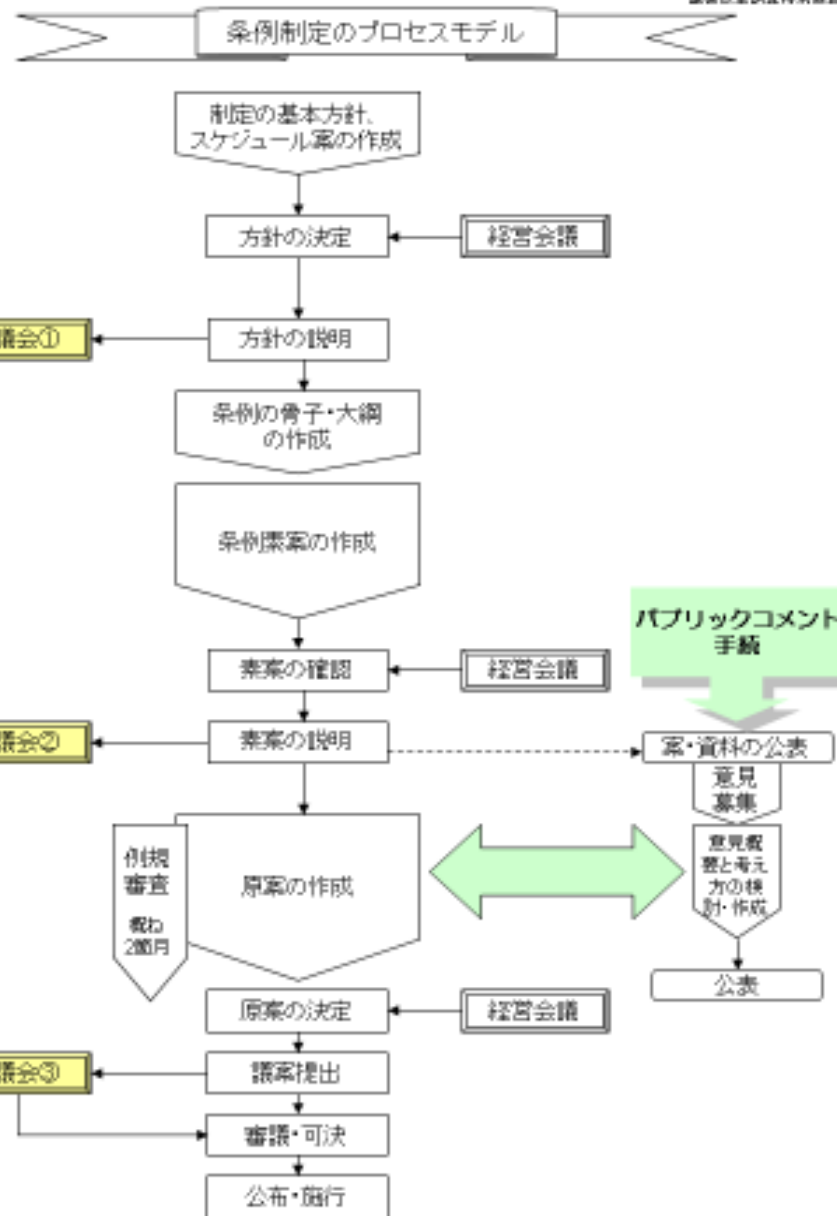 条例制定のプロセスモデル
制定の基本方針、
スケジュール案の作成
方針の決定
経営会議
議会①
方針の説明
条例の骨子・大綱
の作成
条例素案の作成
パブリックコメント
手続
素案の確認
経営会議
議会②
素案の説明
案・資料の公表
意見
募集
例規
審査
概ね
2箇月
原案の作成
意見概
要と考え
方の検
討・作成
公表
原案の決定
経営会議
議会③
議案提出
審議・可決
公布・施行